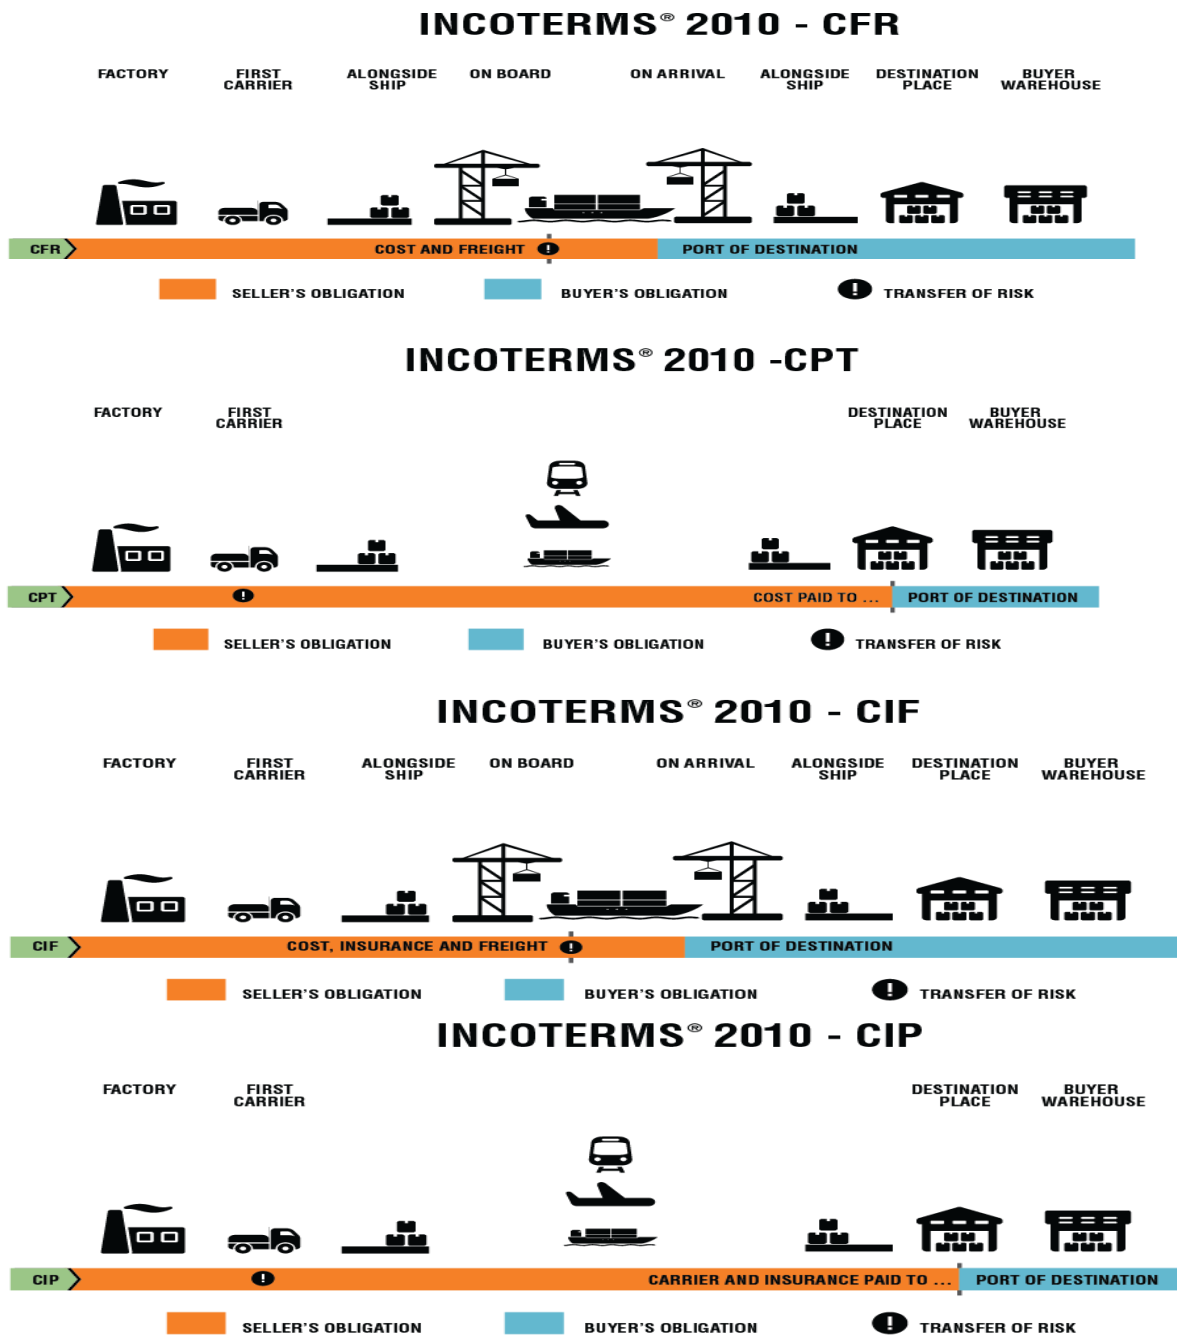 INCOTERMS® 2010 - CFR
FACTORY
FIRST
CARRIER
ALONGSIDE
SHIP
ON BOARD
ON ARRIVAL
ALONGSIDE
SHIP
DESTINATION
PLACE
BUYER
WAREHOUSE
CFR
COST AND FREIGHT
!
PORT OF DESTINATION
SELLER'S OBLIGATION
BUYER'S OBLIGATION
! TRANSFER OF RISK
INCOTERMS® 2010 -CPT
FACTORY
FIRST
CARRIER
DESTINATION
PLACE
BUYER
WAREHOUSE
CPT
!
COST PAID TO ...
PORT OF DESTINATION
SELLER'S OBLIGATION
BUYER'S OBLIGATION
! TRANSFER OF RISK
INCOTERMS® 2010 - CIF
FACTORY
FIRST
CARRIER
ALONGSIDE
SHIP
ON BOARD
ON ARRIVAL
ALONGSIDE
SHIP
DESTINATION
PLACE
BUYER
WAREHOUSE
CIF
COST, INSURANCE AND FREIGHT
!
PORT OF DESTINATION
SELLER'S OBLIGATION
BUYER'S OBLIGATION
! TRANSFER OF RISK
INCOTERMS® 2010 - CIP
FACTORY
FIRST
CARRIER
DESTINATION
PLACE
BUYER
WAREHOUSE
CIP
!
CARRIER AND INSURANCE PAID TO ...
PORT OF DESTINATION
SELLER'S OBLIGATION
BUYER'S OBLIGATION
! TRANSFER OF RISK